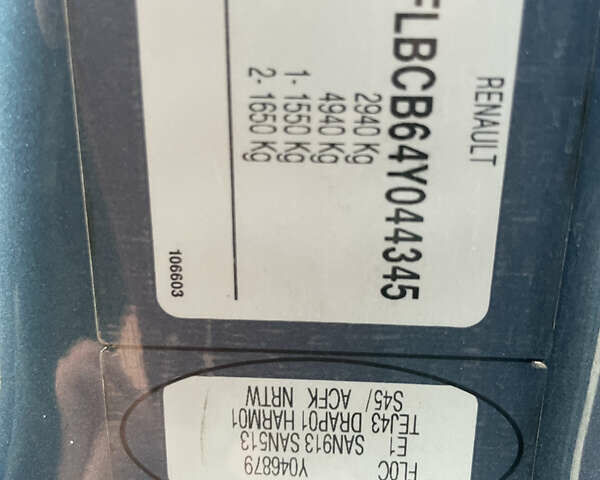 RENAULT
FLBCB64Y044345
2940 Kg
4940 Kg
1- 1550 Kg
2- 1650 Kg
106603
FL0C Y046879
E1 SAN913 SAN513
TEJ43 DRAP01 HARM01
S45/ ACFK NRTW